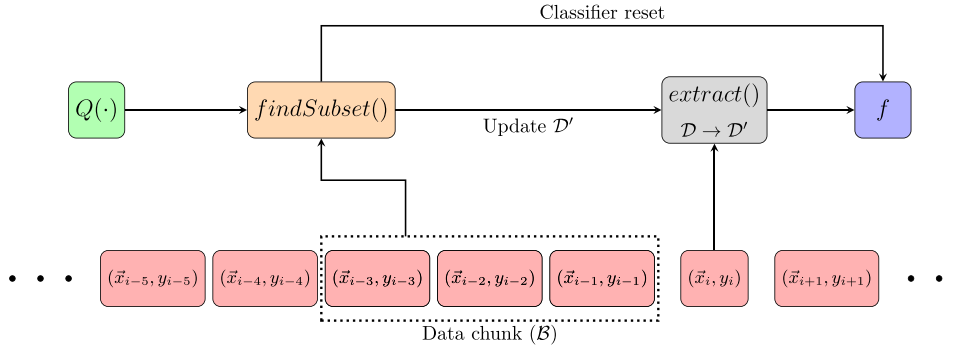 Classifier reset
Q(·)
findSubset()
extract()
𝒟 → 𝒟′
f
Update 𝒟′
(x⃗ᵢ₋₅, yᵢ₋₅)
(x⃗ᵢ₋₄, yᵢ₋₄)
(x⃗ᵢ₋₃, yᵢ₋₃)
(x⃗ᵢ₋₂, yᵢ₋₂)
(x⃗ᵢ₋₁, yᵢ₋₁)
(x⃗ᵢ, yᵢ)
(x⃗ᵢ₊₁, yᵢ₊₁)
Data chunk (ℬ)